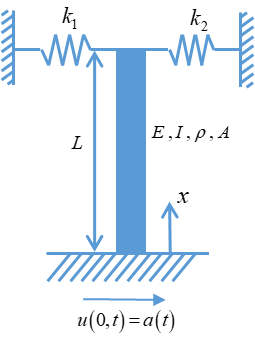 k₁
k₂
L
E , I , ρ , A
x
u(0,t) = a(t)